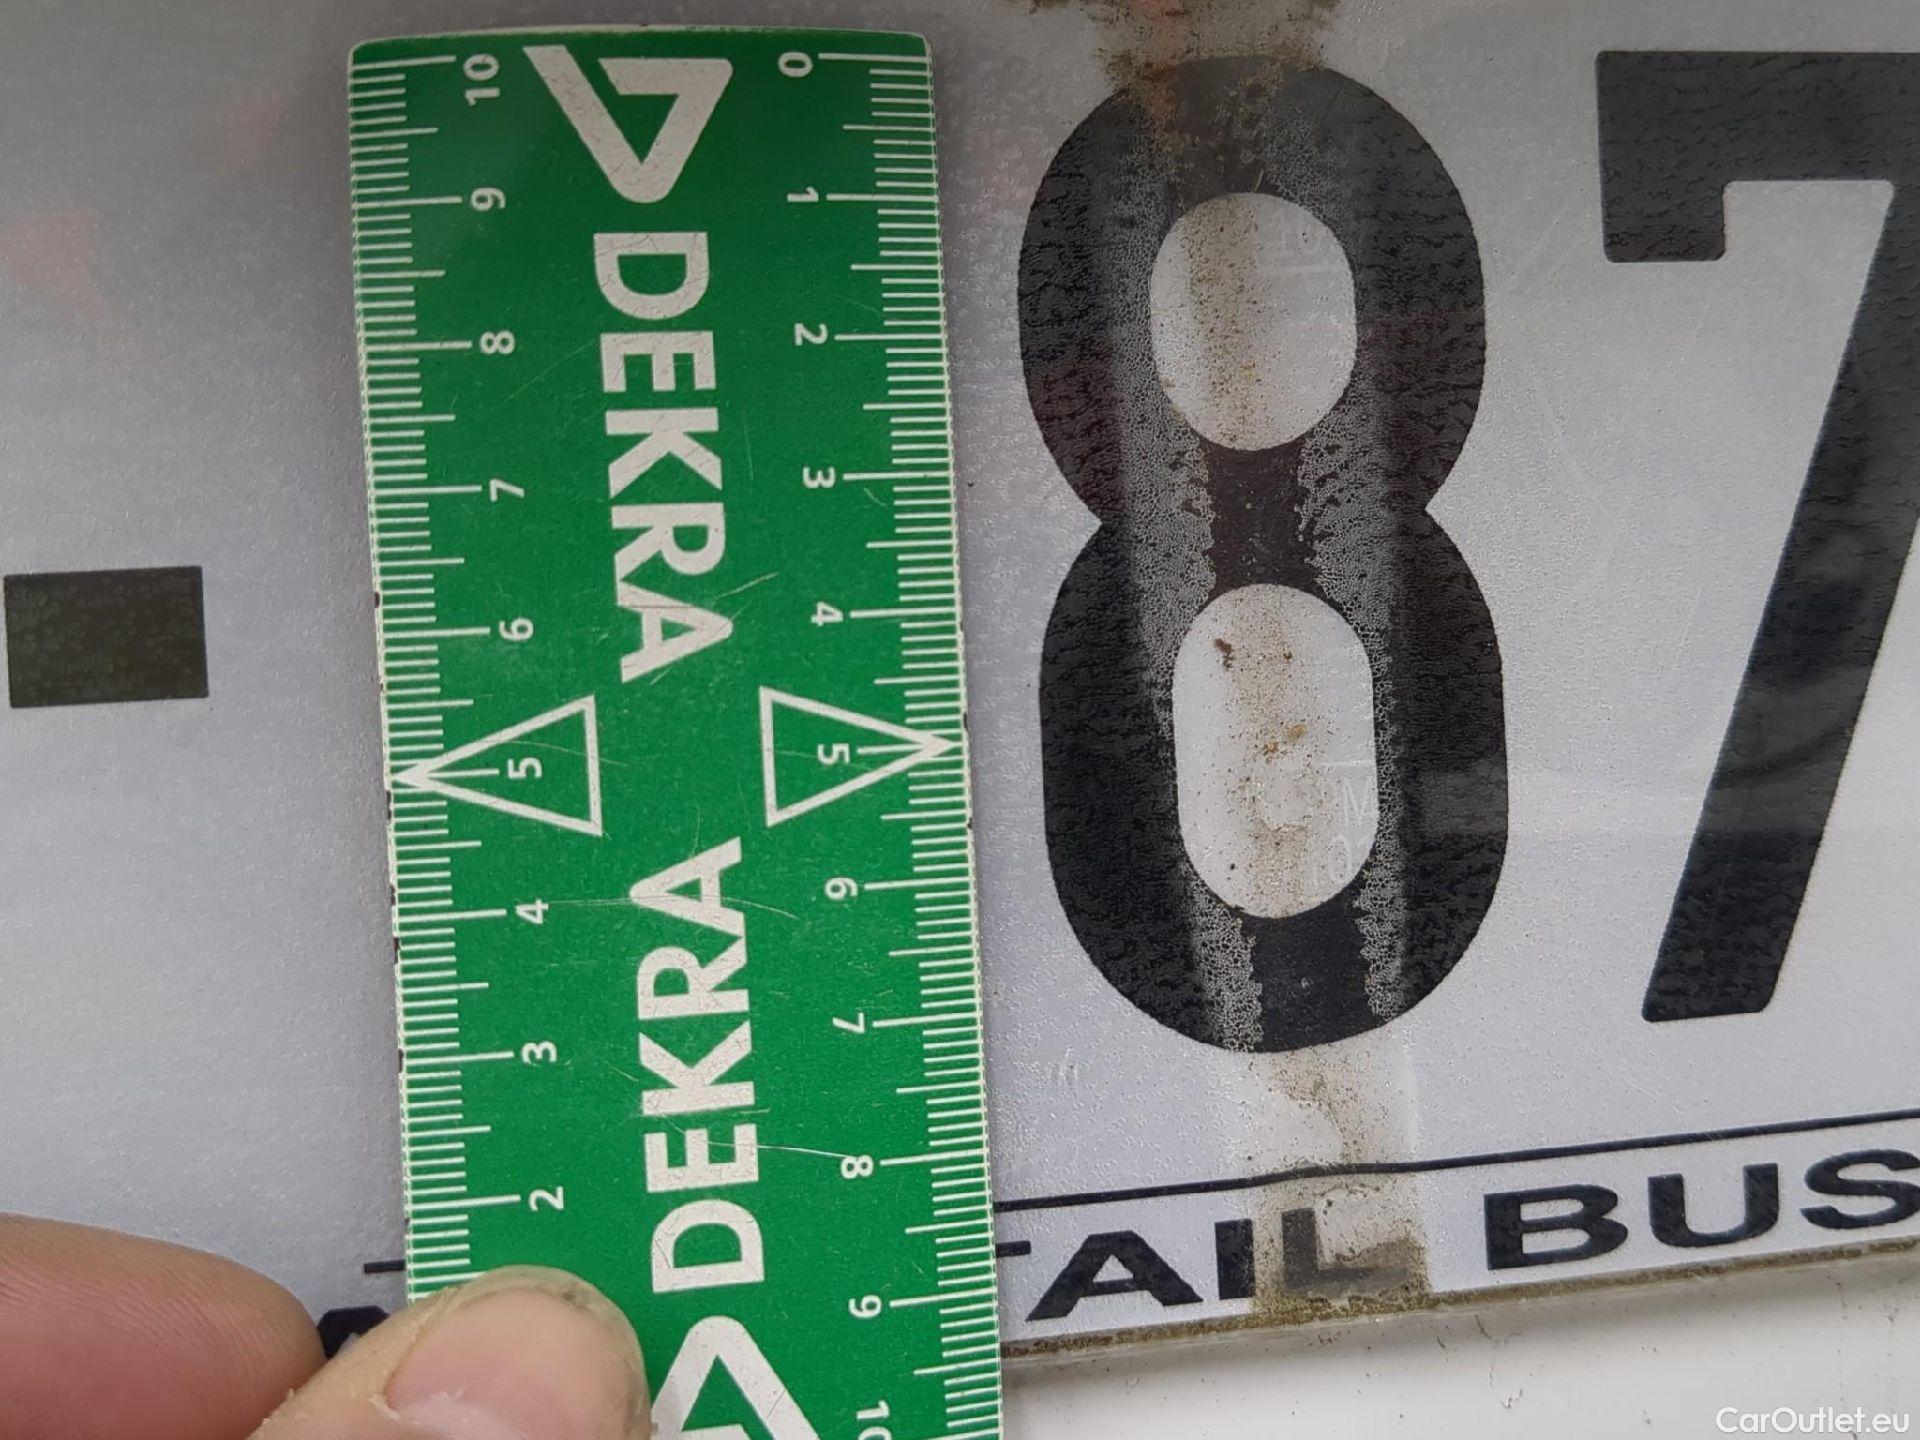 10 9 8 7 6 5 4 3 2
DEKRA DEKRA
0 1 2 3 4 5 6 7 8 9 10
87
TAIL BUS
CarOutlet.eu